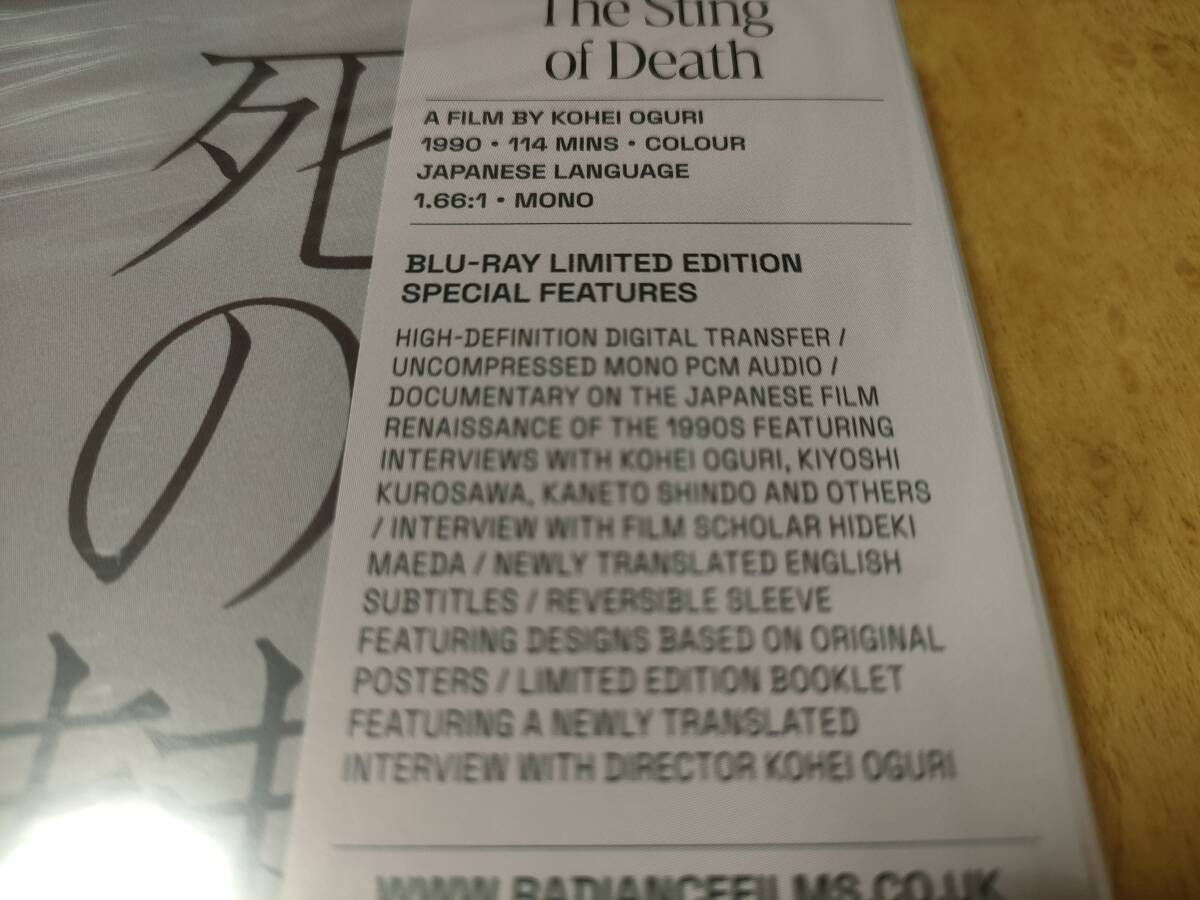 The Sting
of Death
A FILM BY KOHEI OGURI
1990 • 114 MINS • COLOUR
JAPANESE LANGUAGE
1.66:1 • MONO
BLU-RAY LIMITED EDITION
SPECIAL FEATURES
HIGH-DEFINITION DIGITAL TRANSFER /
UNCOMPRESSED MONO PCM AUDIO /
DOCUMENTARY ON THE JAPANESE FILM
RENAISSANCE OF THE 1990S FEATURING
INTERVIEWS WITH KOHEI OGURI, KIYOSHI
KUROSAWA, KANETO SHINDO AND OTHERS
/ INTERVIEW WITH FILM SCHOLAR HIDEKI
MAEDA / NEWLY TRANSLATED ENGLISH
SUBTITLES / REVERSIBLE SLEEVE
FEATURING DESIGNS BASED ON ORIGINAL
POSTERS / LIMITED EDITION BOOKLET
FEATURING A NEWLY TRANSLATED
INTERVIEW WITH DIRECTOR KOHEI OGURI
WWW.RADIANCEFILMS.CO.UK
死
の